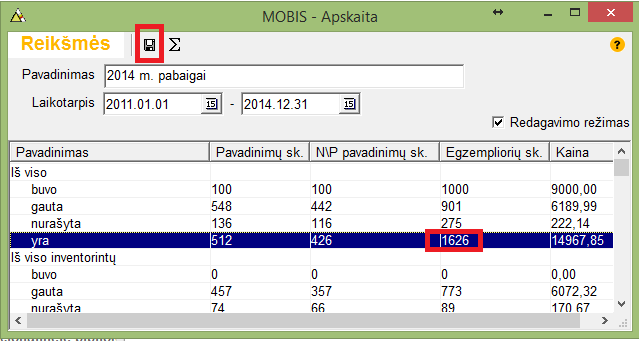 MOBIS - Apskaita
Reikšmės Σ ?
Pavadinimas 2014 m. pabaigai
Laikotarpis 2011.01.01 15 - 2014.12.31 15
Redagavimo režimas
Pavadinimas Pavadinimų sk. N\P pavadinimų sk. Egzempliorių sk. Kaina
Iš viso
buvo 100 100 1000 9000,00
gauta 548 442 901 6189,99
nurašyta 136 116 275 222,14
yra 512 426 1626 14967,85
Iš viso inventorintų
buvo 0 0 0 0,00
gauta 457 357 773 6072,32
nurašyta 74 66 89 170,67